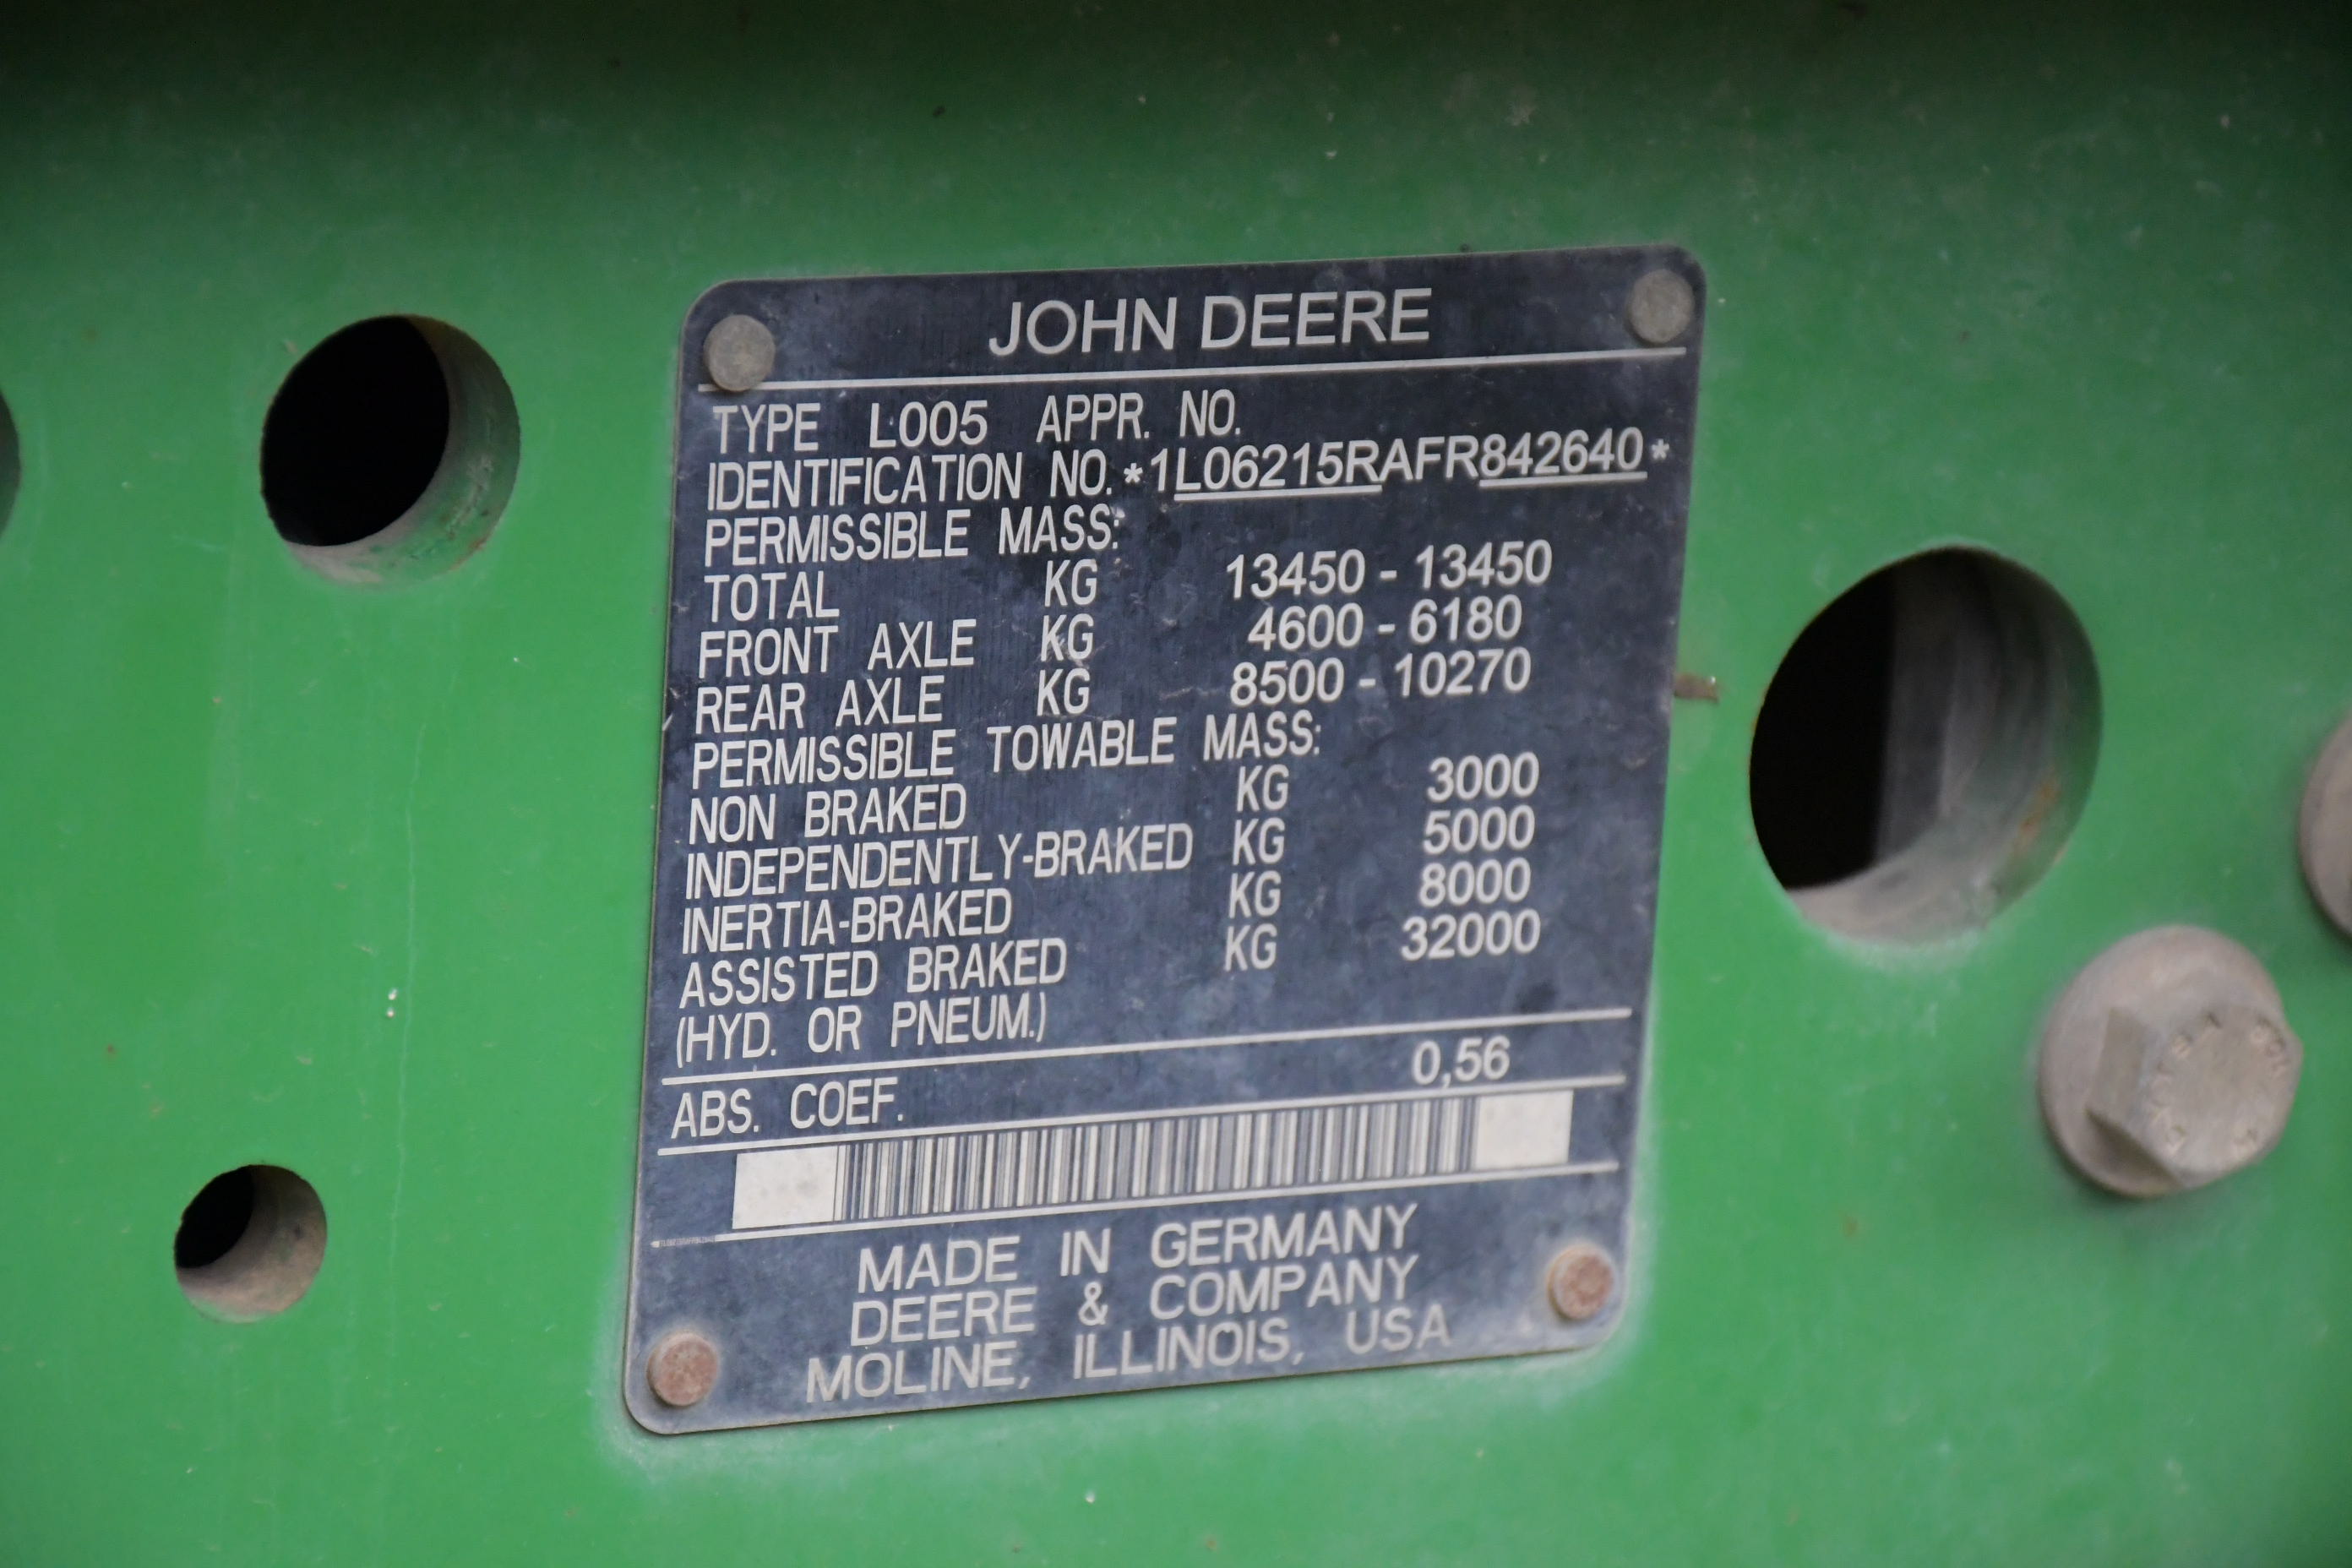 JOHN DEERE
TYPE L005 APPR. NO.
IDENTIFICATION NO. *1L06215RAFR842640*
PERMISSIBLE MASS:
TOTAL KG 13450 - 13450
FRONT AXLE KG 4600 - 6180
REAR AXLE KG 8500 - 10270
PERMISSIBLE TOWABLE MASS:
NON BRAKED KG 3000
INDEPENDENTLY-BRAKED KG 5000
INERTIA-BRAKED KG 8000
ASSISTED BRAKED KG 32000
(HYD. OR PNEUM.)
ABS. COEF. 0,56
MADE IN GERMANY
DEERE & COMPANY
MOLINE, ILLINOIS, USA